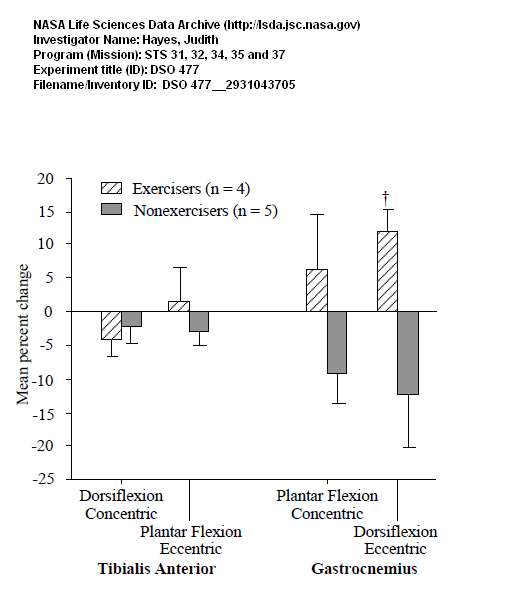 NASA Life Sciences Data Archive (http://lsda.jsc.nasa.gov)
Investigator Name: Hayes, Judith
Program (Mission): STS 31, 32, 34, 35 and 37
Experiment title (ID): DSO 477
Filename/Inventory ID:  DSO 477__2931043705
20
15
10
5
0
-5
-10
-15
-20
-25
Mean percent change
Exercisers (n = 4)
Nonexercisers (n = 5)
†
Dorsiflexion
Concentric
Plantar Flexion
Eccentric
Tibialis Anterior
Plantar Flexion
Concentric
Dorsiflexion
Eccentric
Gastrocnemius